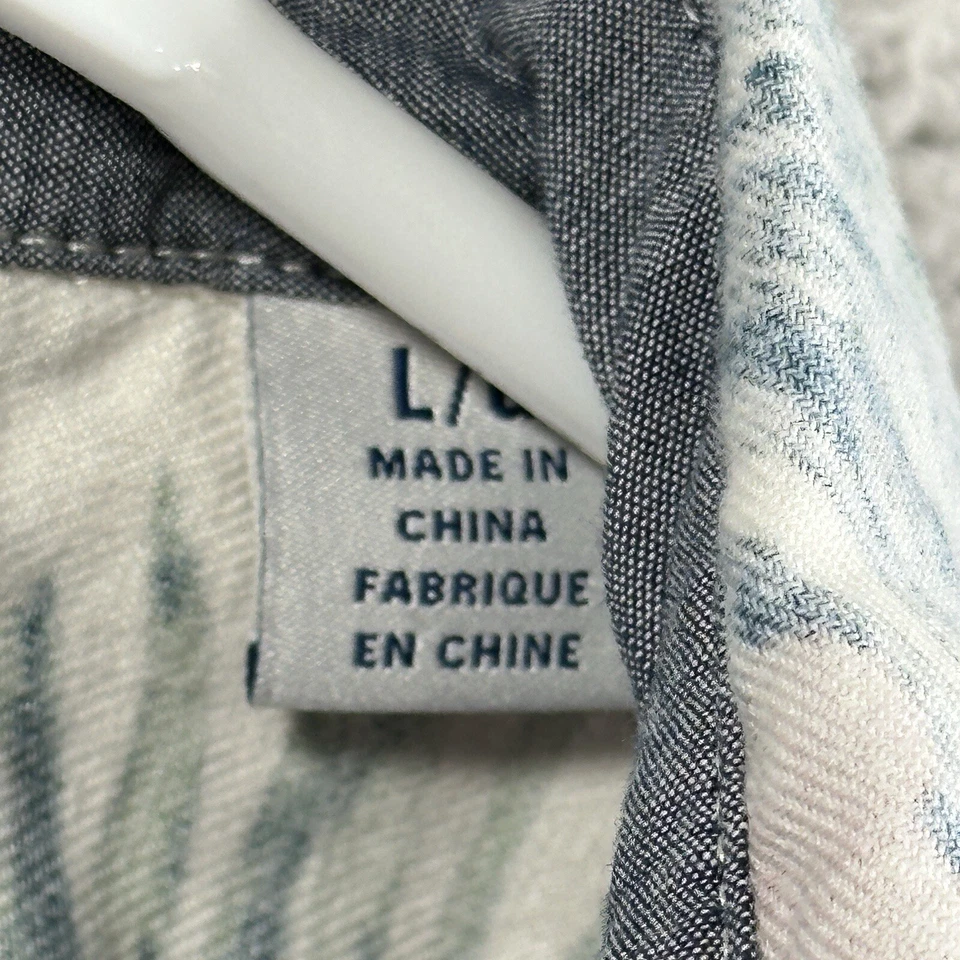 L/
MADE IN
CHINA
FABRIQUE
EN CHINE